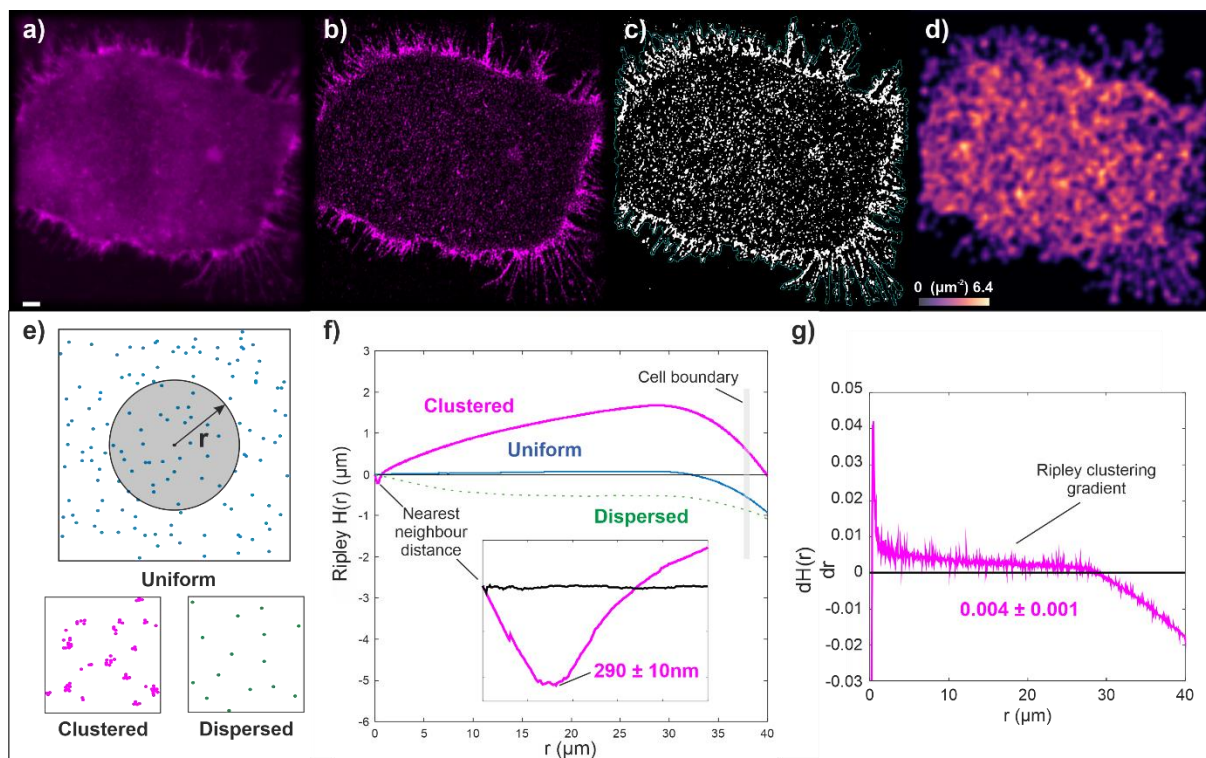 a)
b)
c)
d)
0 (µm⁻²) 6.4
e)
r
Uniform
Clustered
Dispersed
f)
3
2
1
0
-1
-2
-3
-4
-5
-6
Ripley H(r) (µm)
Clustered
Cell boundary
Uniform
Nearest
neighbour
distance
Dispersed
290 ± 10nm
0
5
10
15
20
25
30
35
40
r (µm)
g)
0.05
0.04
0.03
0.02
0.01
0
-0.01
-0.02
-0.03
dH(r)
dr
Ripley clustering
gradient
0.004 ± 0.001
0
10
20
30
40
r (µm)